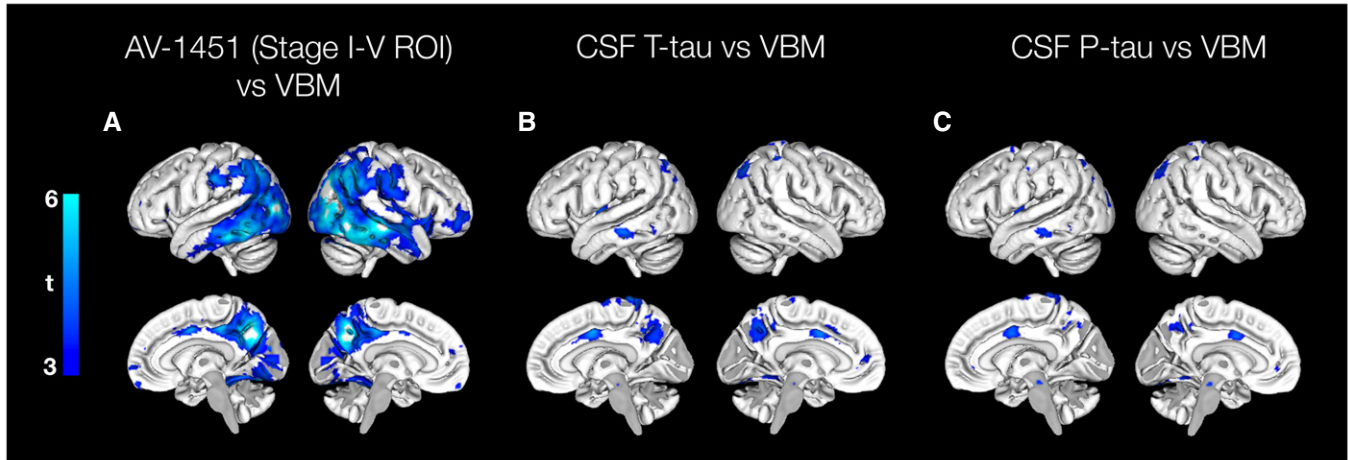 AV-1451 (Stage I-V ROI)
vs VBM
CSF T-tau vs VBM
CSF P-tau vs VBM
A
B
C
6
t
3